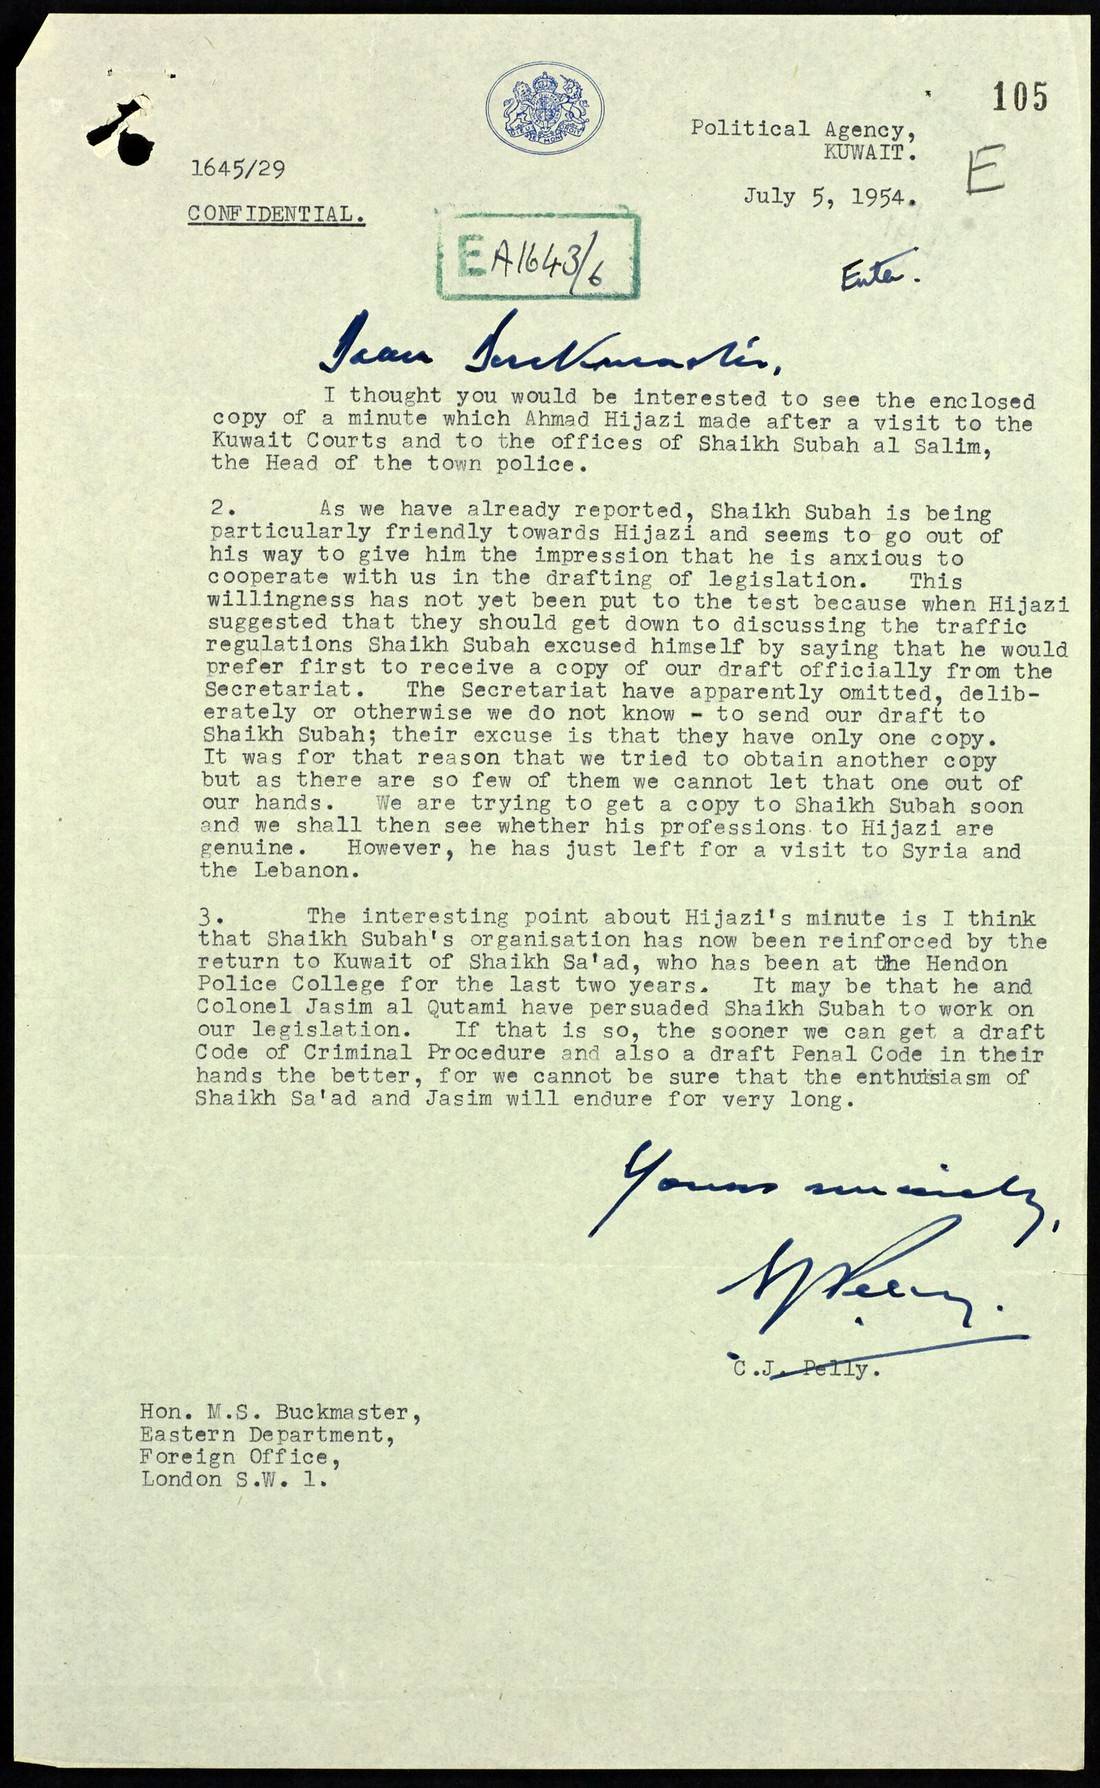 105
Political Agency,
KUWAIT.
E
1645/29
July 5, 1954.
CONFIDENTIAL.
EA1643/6
Enter.
Dear Buckmaster,
I thought you would be interested to see the enclosed
copy of a minute which Ahmad Hijazi made after a visit to the
Kuwait Courts and to the offices of Shaikh Subah al Salim,
the Head of the town police.
2. As we have already reported, Shaikh Subah is being
particularly friendly towards Hijazi and seems to go out of
his way to give him the impression that he is anxious to
cooperate with us in the drafting of legislation. This
willingness has not yet been put to the test because when Hijazi
suggested that they should get down to discussing the traffic
regulations Shaikh Subah excused himself by saying that he would
prefer first to receive a copy of our draft officially from the
Secretariat. The Secretariat have apparently omitted, delib-
erately or otherwise we do not know - to send our draft to
Shaikh Subah; their excuse is that they have only one copy.
It was for that reason that we tried to obtain another copy
but as there are so few of them we cannot let that one out of
our hands. We are trying to get a copy to Shaikh Subah soon
and we shall then see whether his professions to Hijazi are
genuine. However, he has just left for a visit to Syria and
the Lebanon.
3. The interesting point about Hijazi's minute is I think
that Shaikh Subah's organisation has now been reinforced by the
return to Kuwait of Shaikh Sa'ad, who has been at the Hendon
Police College for the last two years. It may be that he and
Colonel Jasim al Qutami have persuaded Shaikh Subah to work on
our legislation. If that is so, the sooner we can get a draft
Code of Criminal Procedure and also a draft Penal Code in their
hands the better, for we cannot be sure that the enthusiasm of
Shaikh Sa'ad and Jasim will endure for very long.
Yours sincerely,
CJPelly.
C.J. Pelly.
Hon. M.S. Buckmaster,
Eastern Department,
Foreign Office,
London S.W. 1.